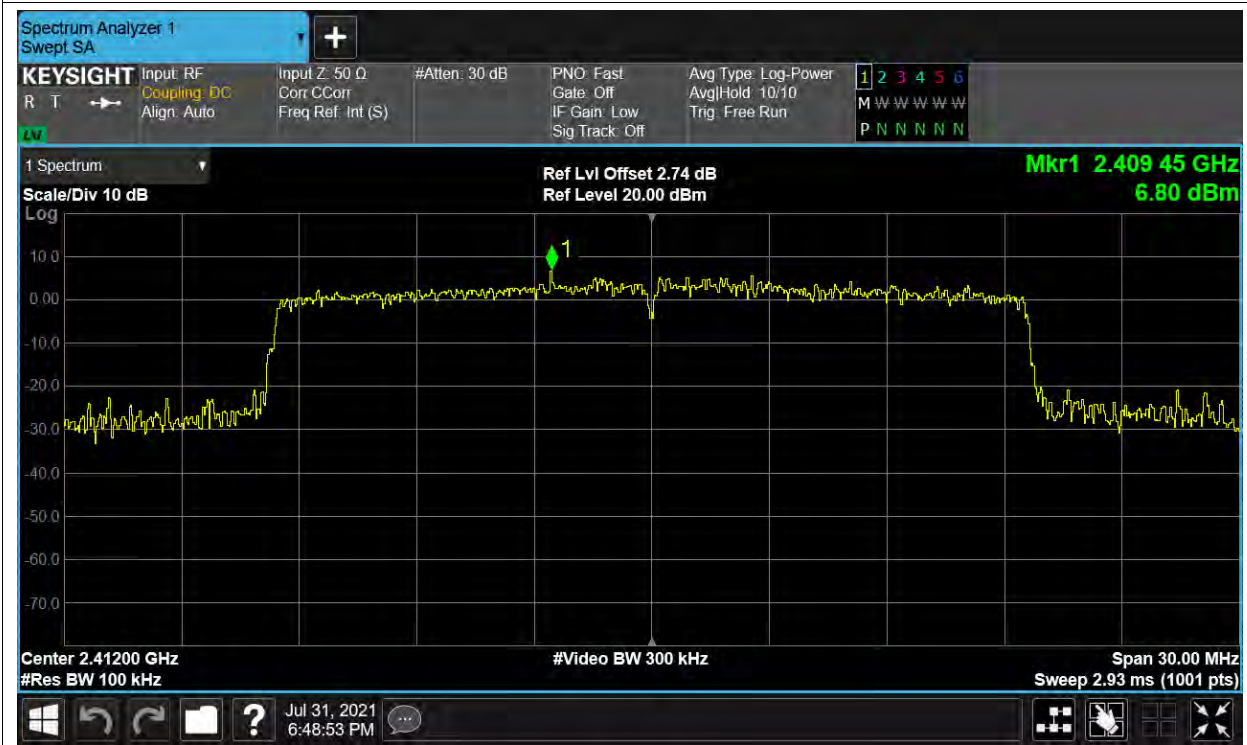 Spectrum Analyzer 1
Swept SA
KEYSIGHT
R T
LXI
Input: RF
Coupling: DC
Align: Auto
Input Z: 50 Ω
Corr CCorr
Freq Ref: Int (S)
#Atten: 30 dB
PNO: Fast
Gate: Off
IF Gain: Low
Sig Track: Off
Avg Type: Log-Power
Avg|Hold: 10/10
Trig: Free Run
1 2 3 4 5 6
M W W W W W
P N N N N N
1 Spectrum
Scale/Div 10 dB
Ref Lvl Offset 2.74 dB
Ref Level 20.00 dBm
Mkr1 2.409 45 GHz
6.80 dBm
Log
1
10.0
0.00
-10.0
-20.0
-30.0
-40.0
-50.0
-60.0
-70.0
Center 2.41200 GHz
#Res BW 100 kHz
#Video BW 300 kHz
Span 30.00 MHz
Sweep 2.93 ms (1001 pts)
?
Jul 31, 2021
6:48:53 PM